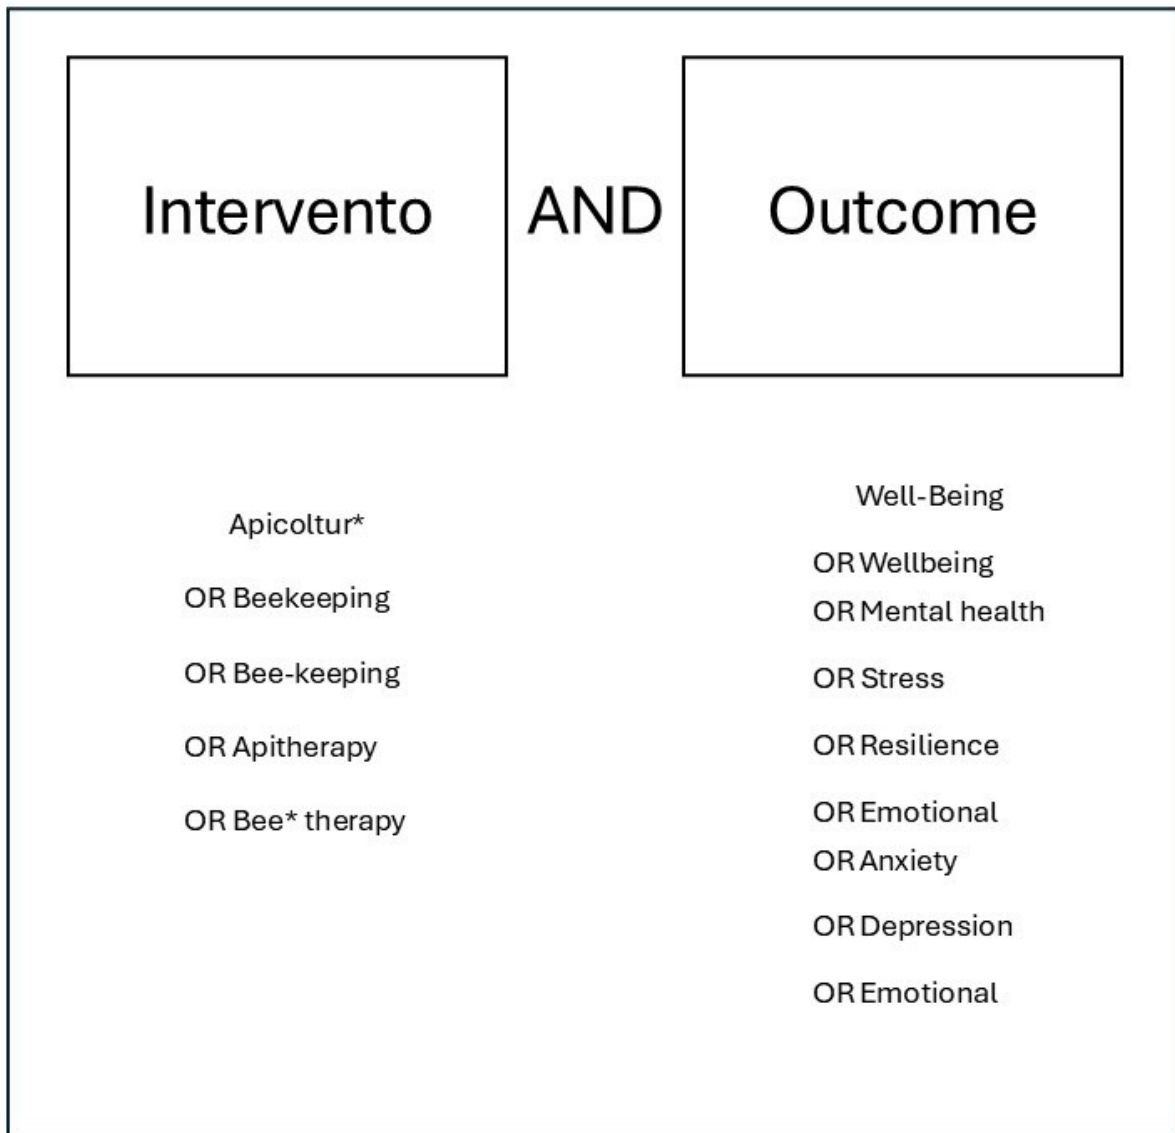 Intervento AND Outcome
Apicoltur*
OR Beekeeping
OR Bee-keeping
OR Apitherapy
OR Bee* therapy
Well-Being
OR Wellbeing
OR Mental health
OR Stress
OR Resilience
OR Emotional
OR Anxiety
OR Depression
OR Emotional